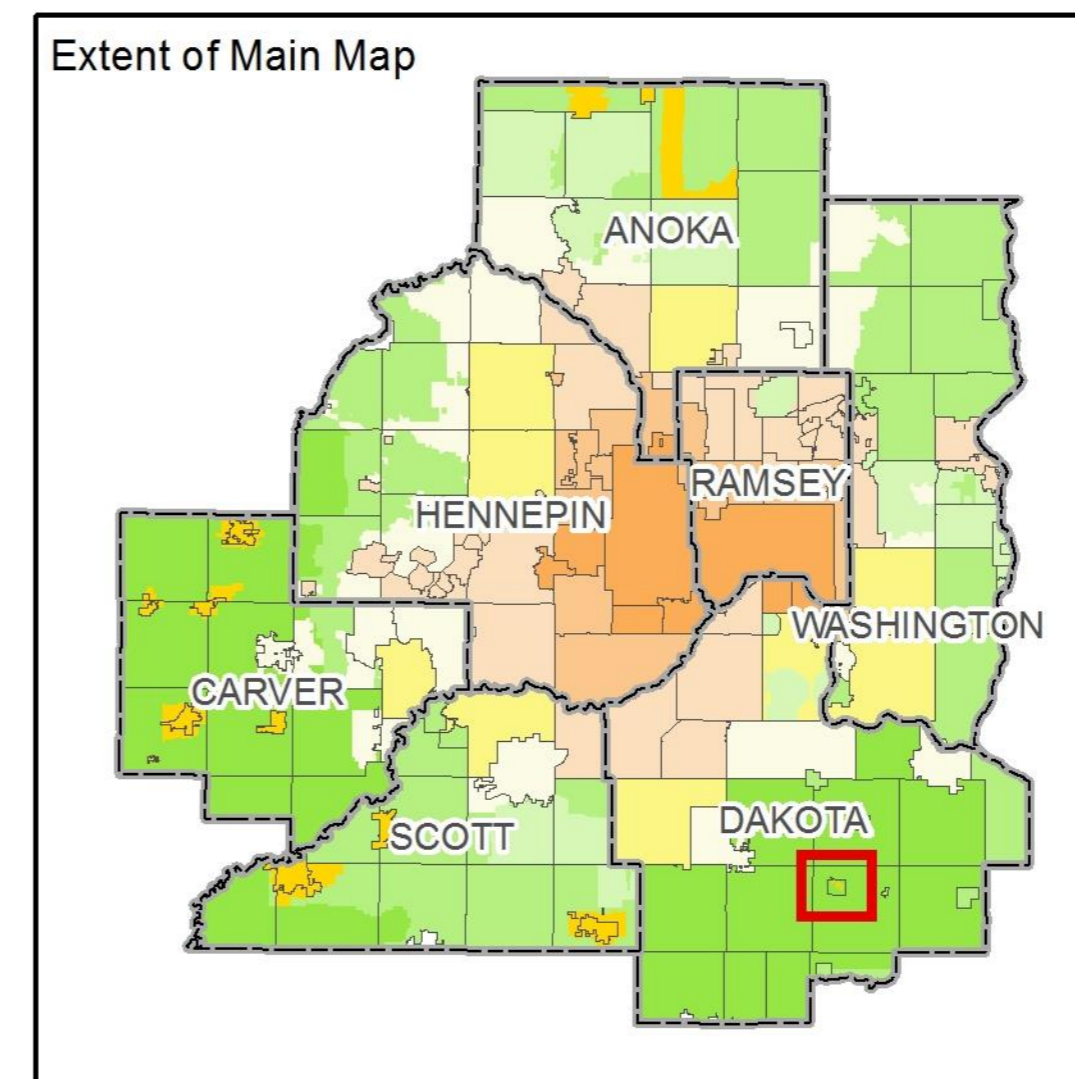 Extent of Main Map
ANOKA
RAMSEY
HENNEPIN
WASHINGTON
CARVER
DAKOTA
SCOTT